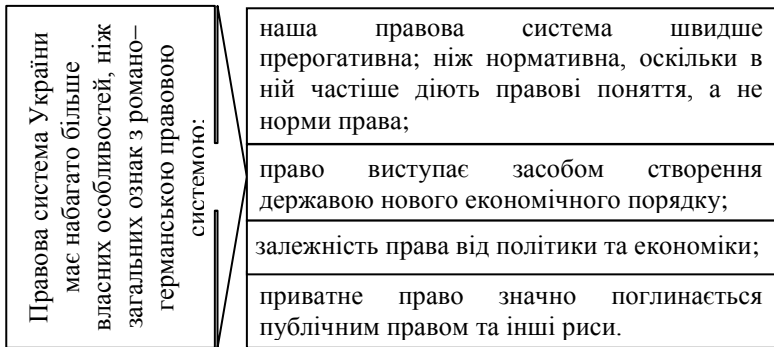 Правова система України
має набагато більше
власних особливостей, ніж
загальних ознак з романо–
германською правовою
системою:
наша правова система швидше
прерогативна; ніж нормативна, оскільки в
ній частіше діють правові поняття, а не
норми права;
право виступає засобом створення
державою нового економічного порядку;
залежність права від політики та економіки;
приватне право значно поглинається
публічним правом та інші риси.